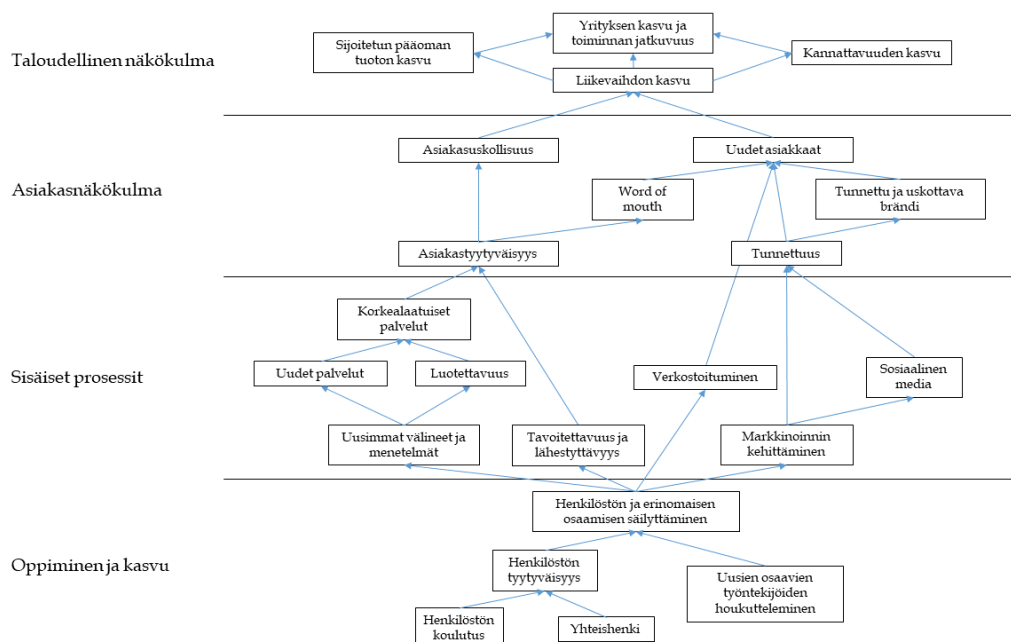 Taloudellinen näkökulma
Yrityksen kasvu ja
toiminnan jatkuvuus
Sijoitetun pääoman
tuoton kasvu
Kannattavuuden kasvu
Liikevaihdon kasvu
Asiakasnäkökulma
Asiakasuskollisuus
Uudet asiakkaat
Word of
mouth
Tunnettu ja uskottava
brändi
Asiakastyytyväisyys
Tunnettuus
Sisäiset prosessit
Korkealaatuiset
palvelut
Uudet palvelut
Luotettavuus
Verkostoituminen
Sosiaalinen
media
Uusimmat välineet ja
menetelmät
Tavoitettavuus ja
lähestyttävyys
Markkinoinnin
kehittäminen
Oppiminen ja kasvu
Henkilöstön ja erinomaisen
osaamisen säilyttäminen
Henkilöstön
tyytyväisyys
Uusien osaavien
työntekijöiden
houkutteleminen
Henkilöstön
koulutus
Yhteishenki